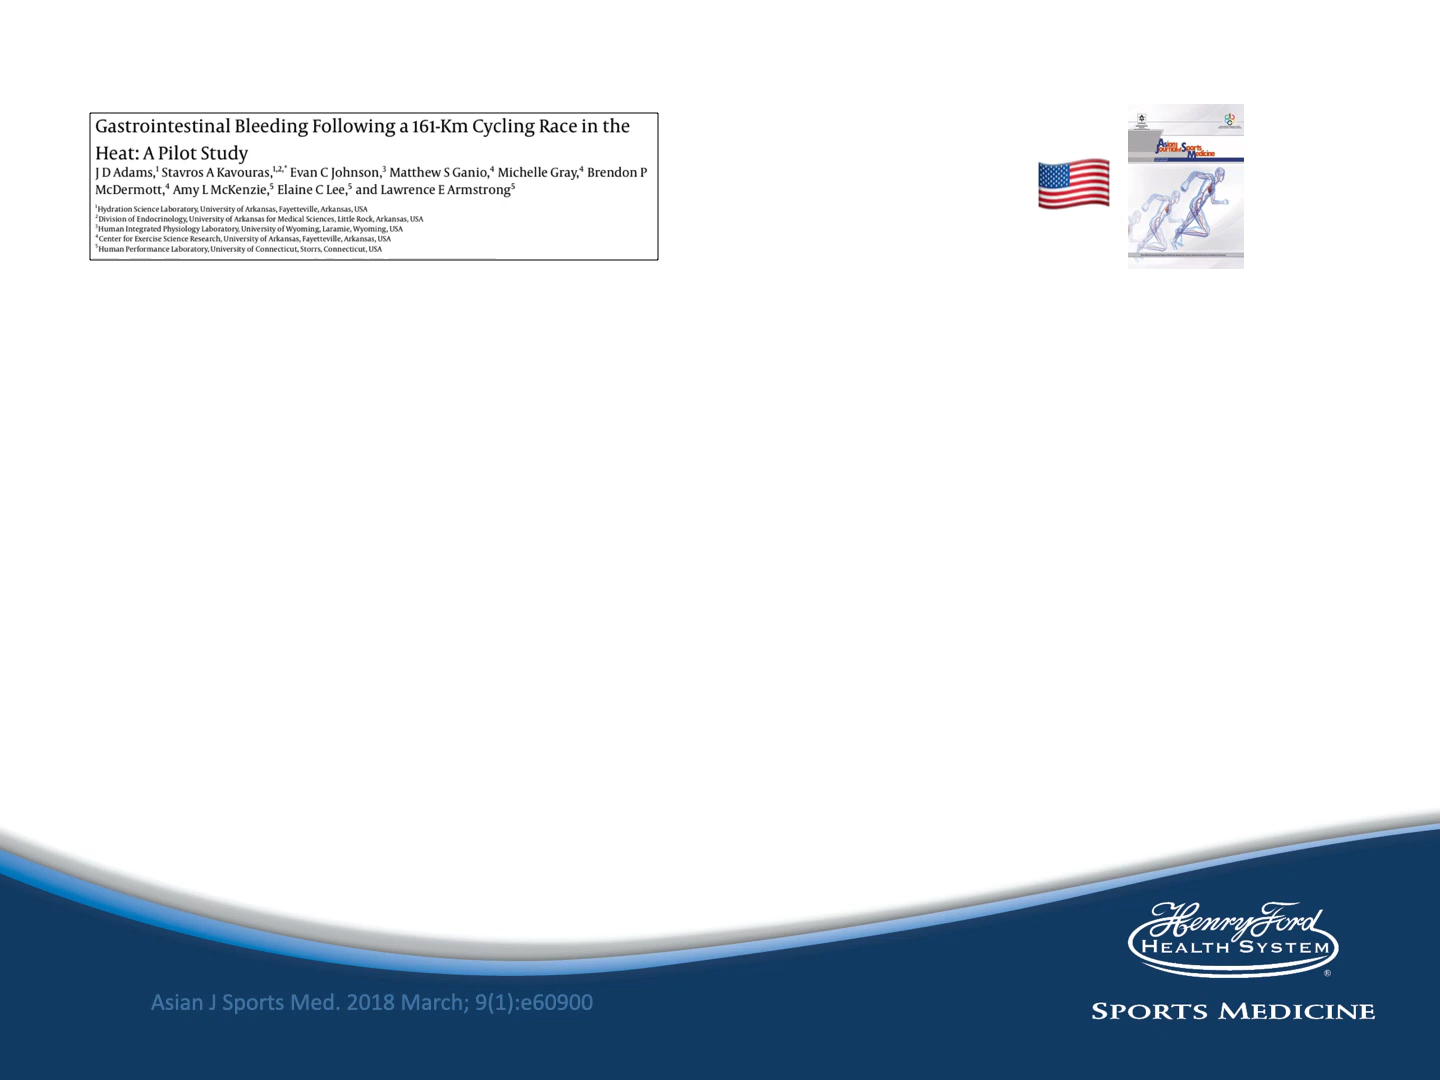 Gastrointestinal Bleeding Following a 161-Km Cycling Race in the
Heat: A Pilot Study
J D Adams,¹ Stavros A Kavouras,¹,²,* Evan C Johnson,³ Matthew S Ganio,⁴ Michelle Gray,⁴ Brendon P
McDermott,⁴ Amy L McKenzie,⁵ Elaine C Lee,⁵ and Lawrence E Armstrong⁵
¹Hydration Science Laboratory, University of Arkansas, Fayetteville, Arkansas, USA
²Division of Endocrinology, University of Arkansas for Medical Sciences, Little Rock, Arkansas, USA
³Human Integrated Physiology Laboratory, University of Wyoming, Laramie, Wyoming, USA
⁴Center for Exercise Science Research, University of Arkansas, Fayetteville, Arkansas, USA
⁵Human Performance Laboratory, University of Connecticut, Storrs, Connecticut, USA
Asian
Journal of Sports
Medicine
Henry Ford
HEALTH SYSTEM
®
SPORTS MEDICINE
Asian J Sports Med. 2018 March; 9(1):e60900